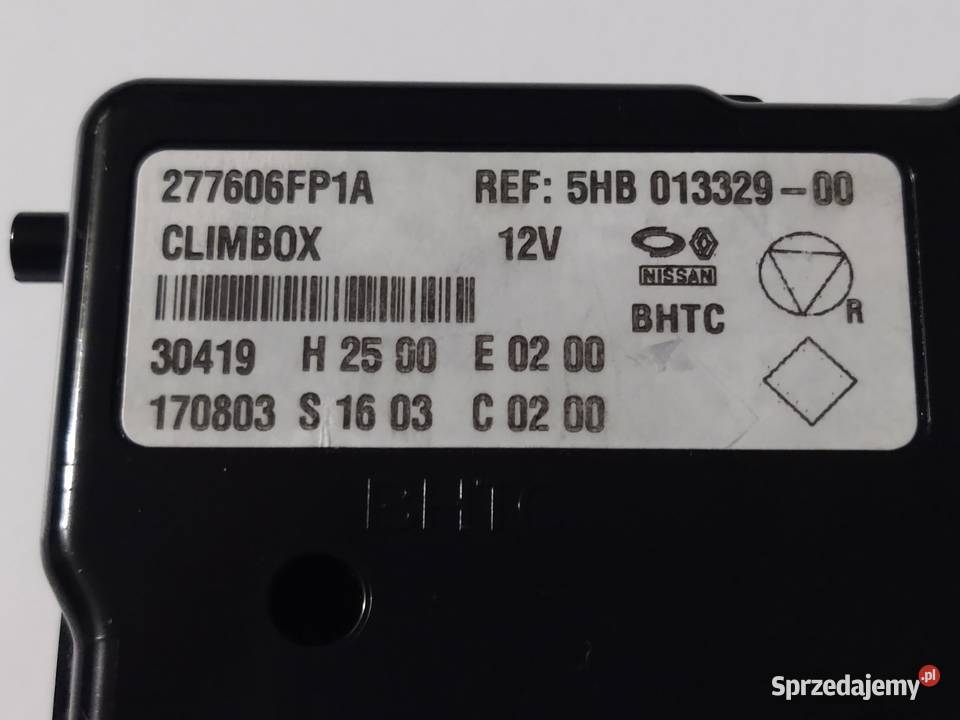 277606FP1A REF: 5HB 013329-00
CLIMBOX 12V
NISSAN
BHTC
R
30419 H 25 00 E 02 00
170803 S 16 03 C 02 00
BHTC
Sprzedajemy.pl